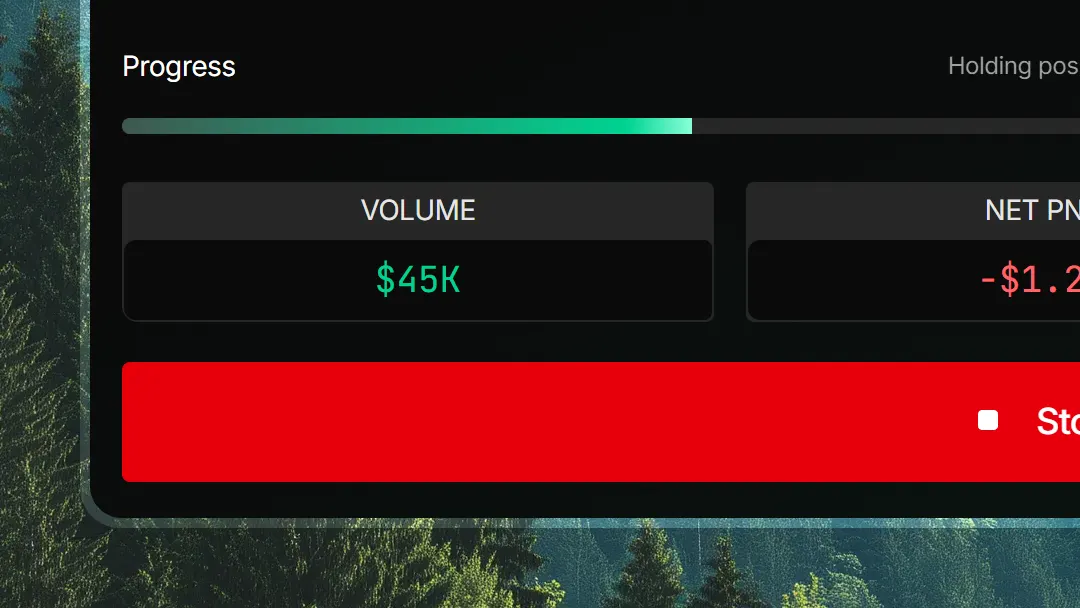 Progress
Holding pos
VOLUME
NET PN
$45K
-$1.2
Sto